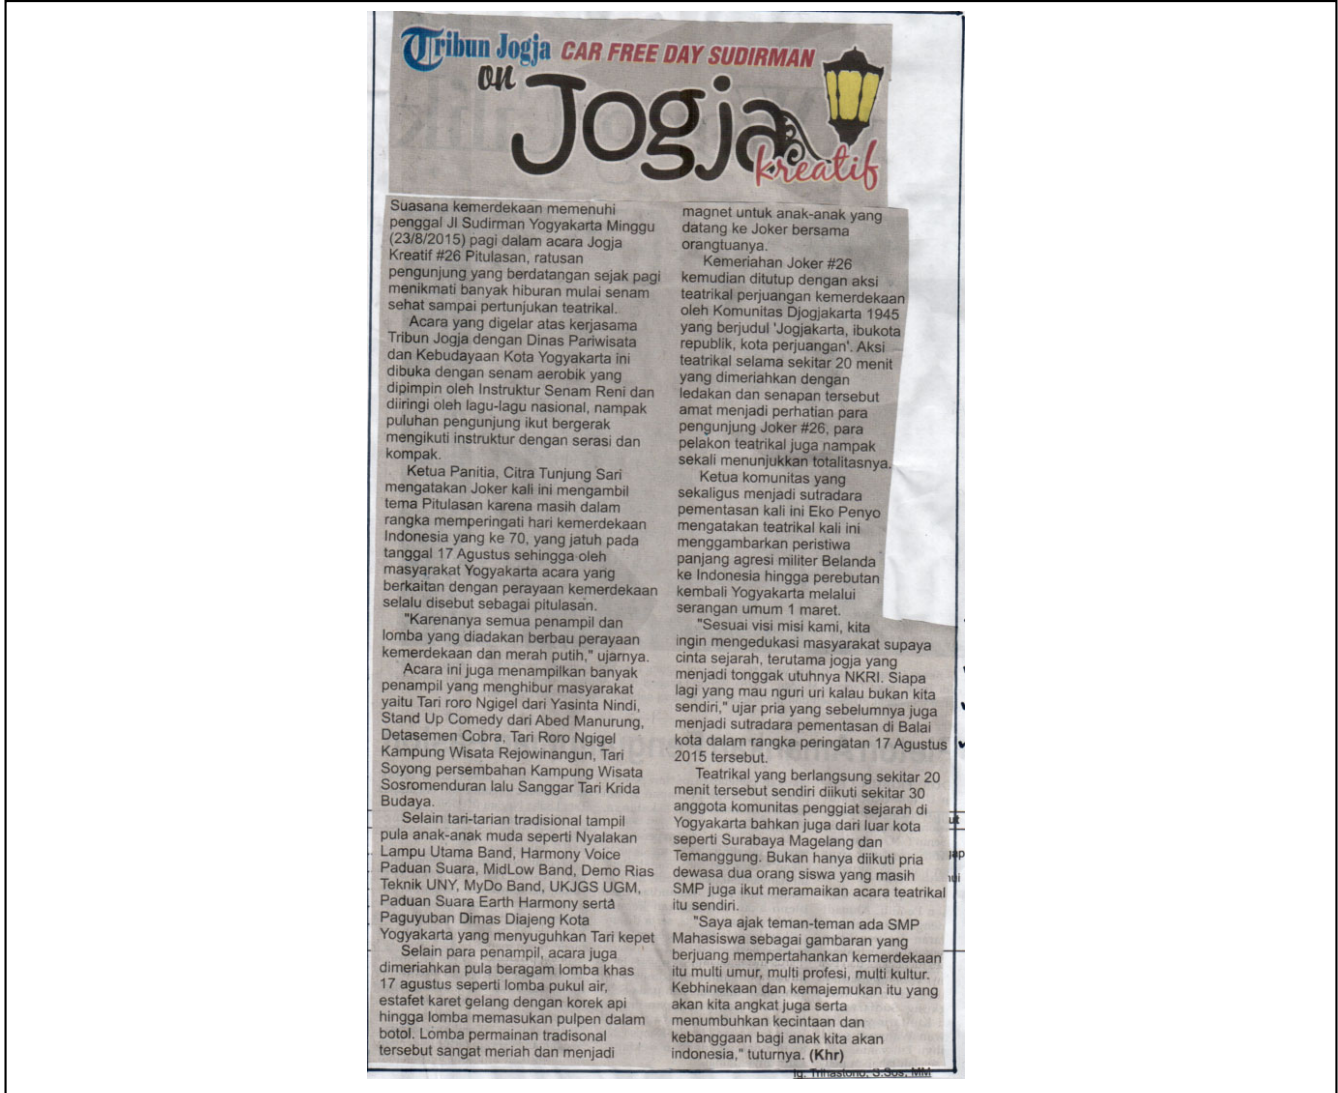 Tribun Jogja CAR FREE DAY SUDIRMAN
on Jogja
kreatif
Suasana kemerdekaan memenuhi
penggal Jl Sudirman Yogyakarta Minggu
(23/8/2015) pagi dalam acara Jogja
Kreatif #26 Pitulasan, ratusan
pengunjung yang berdatangan sejak pagi
menikmati banyak hiburan mulai senam
sehat sampai pertunjukan teatrikal.
Acara yang digelar atas kerjasama
Tribun Jogja dengan Dinas Pariwisata
dan Kebudayaan Kota Yogyakarta ini
dibuka dengan senam aerobik yang
dipimpin oleh Instruktur Senam Reni dan
diiringi oleh lagu-lagu nasional, nampak
puluhan pengunjung ikut bergerak
mengikuti instruktur dengan serasi dan
kompak.
Ketua Panitia, Citra Tunjung Sari
mengatakan Joker kali ini mengambil
tema Pitulasan karena masih dalam
rangka memperingati hari kemerdekaan
Indonesia yang ke 70, yang jatuh pada
tanggal 17 Agustus sehingga oleh
masyarakat Yogyakarta acara yang
berkaitan dengan perayaan kemerdekaan
selalu disebut sebagai pitulasan.
"Karenanya semua penampil dan
lomba yang diadakan berbau perayaan
kemerdekaan dan merah putih," ujarnya.
Acara ini juga menampilkan banyak
penampil yang menghibur masyarakat
yaitu Tari roro Ngigel dari Yasinta Nindi,
Stand Up Comedy dari Abed Manurung,
Detasemen Cobra, Tari Roro Ngigel
Kampung Wisata Rejowinangun, Tari
Soyong persembahan Kampung Wisata
Sosromenduran lalu Sanggar Tari Krida
Budaya.
Selain tari-tarian tradisional tampil
pula anak-anak muda seperti Nyalakan
Lampu Utama Band, Harmony Voice
Paduan Suara, MidLow Band, Demo Rias
Teknik UNY, MyDo Band, UKJGS UGM,
Paduan Suara Earth Harmony serta
Paguyuban Dimas Diajeng Kota
Yogyakarta yang menyuguhkan Tari kepet
Selain para penampil, acara juga
dimeriahkan pula beragam lomba khas
17 agustus seperti lomba pukul air,
estafet karet gelang dengan korek api
hingga lomba memasukan pulpen dalam
botol. Lomba permainan tradisonal
tersebut sangat meriah dan menjadi
magnet untuk anak-anak yang
datang ke Joker bersama
orangtuanya.
Kemeriahan Joker #26
kemudian ditutup dengan aksi
teatrikal perjuangan kemerdekaan
oleh Komunitas Djogjakarta 1945
yang berjudul 'Jogjakarta, ibukota
republik, kota perjuangan'. Aksi
teatrikal selama sekitar 20 menit
yang dimeriahkan dengan
ledakan dan senapan tersebut
amat menjadi perhatian para
pengunjung Joker #26, para
pelakon teatrikal juga nampak
sekali menunjukkan totalitasnya.
Ketua komunitas yang
sekaligus menjadi sutradara
pementasan kali ini Eko Penyo
mengatakan teatrikal kali ini
menggambarkan peristiwa
panjang agresi militer Belanda
ke Indonesia hingga perebutan
kembali Yogyakarta melalui
serangan umum 1 maret.
"Sesuai visi misi kami, kita
ingin mengedukasi masyarakat supaya
cinta sejarah, terutama jogja yang
menjadi tonggak utuhnya NKRI. Siapa
lagi yang mau nguri uri kalau bukan kita
sendiri," ujar pria yang sebelumnya juga
menjadi sutradara pementasan di Balai
kota dalam rangka peringatan 17 Agustus
2015 tersebut.
Teatrikal yang berlangsung sekitar 20
menit tersebut sendiri diikuti sekitar 30
anggota komunitas penggiat sejarah di
Yogyakarta bahkan juga dari luar kota
seperti Surabaya Magelang dan
Temanggung. Bukan hanya diikuti pria
dewasa dua orang siswa yang masih
SMP juga ikut meramaikan acara teatrikal
itu sendiri.
"Saya ajak teman-teman ada SMP
Mahasiswa sebagai gambaran yang
berjuang mempertahankan kemerdekaan
itu multi umur, multi profesi, multi kultur.
Kebhinekaan dan kemajemukan itu yang
akan kita angkat juga serta
menumbuhkan kecintaan dan
kebanggaan bagi anak kita akan
indonesia," tuturnya. (Khr)
Ig. Trihastono, S.Sos, MM